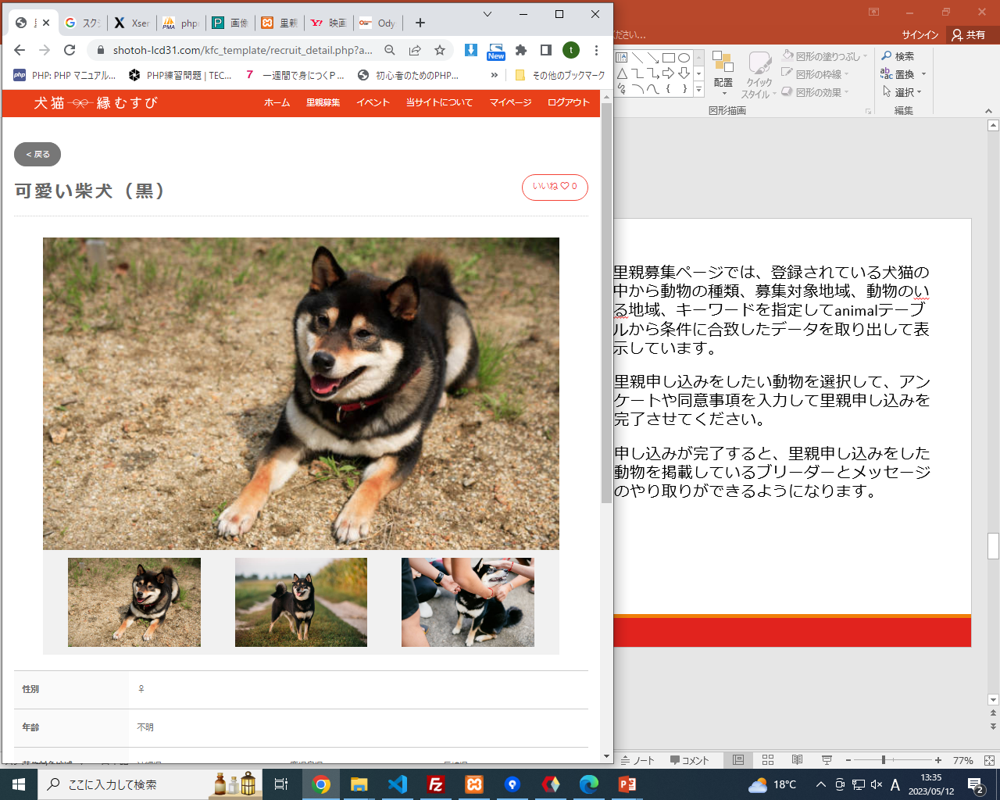 スクショ
Xser
php
画像
里親
映画
Ody
shotoh-lcd31.com/kfc_template/recruit_detail.php?a...
New
t
PHP: PHP マニュアル...
PHP練習問題 | TEC...
一週間で身につくP...
初心者のためのPHP...
»
その他のブックマーク
犬猫 縁むすび
ホーム
里親募集
イベント
当サイトについて
マイページ
ログアウト
< 戻る
可愛い柴犬（黒）
いいね♡ 0
性別
♀
年齢
不明
ください...
サインイン
共有
配置
クイック
スタイル
図形の塗りつぶし
図形の枠線
図形の効果
図形描画
検索
置換
選択
編集
里親募集ページでは、登録されている犬猫の
中から動物の種類、募集対象地域、動物のい
る地域、キーワードを指定してanimalテーブ
ルから条件に合致したデータを取り出して表
示しています。
里親申し込みをしたい動物を選択して、アン
ケートや同意事項を入力して里親申し込みを
完了させてください。
申し込みが完了すると、里親申し込みをした
動物を掲載しているブリーダーとメッセージ
のやり取りができるようになります。
ノート
コメント
77%
ここに入力して検索
18°C
A
13:35
2023/05/12
2